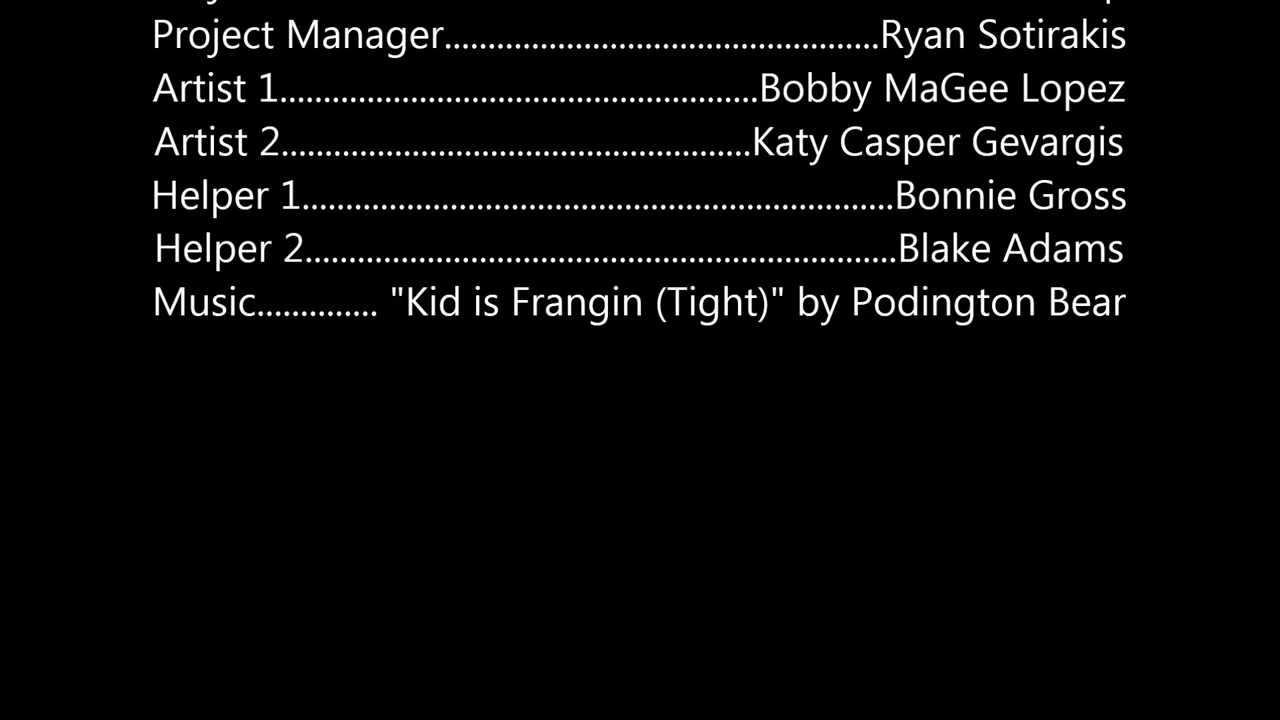 Project Manager........................................Ryan Sotirakis
Artist 1.................................................Bobby MaGee Lopez
Artist 2................................................Katy Casper Gevargis
Helper 1............................................................Bonnie Gross
Helper 2............................................................Blake Adams
Music............. "Kid is Frangin (Tight)" by Podington Bear